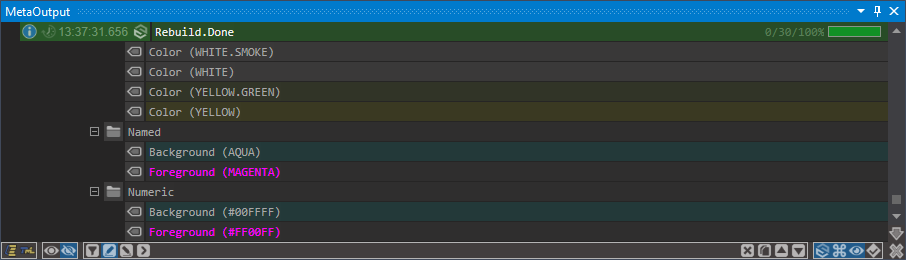 MetaOutput
13:37:31.656 Rebuild.Done 0/30/100%
Color (WHITE.SMOKE)
Color (WHITE)
Color (YELLOW.GREEN)
Color (YELLOW)
Named
Background (AQUA)
Foreground (MAGENTA)
Numeric
Background (#00FFFF)
Foreground (#FF00FF)